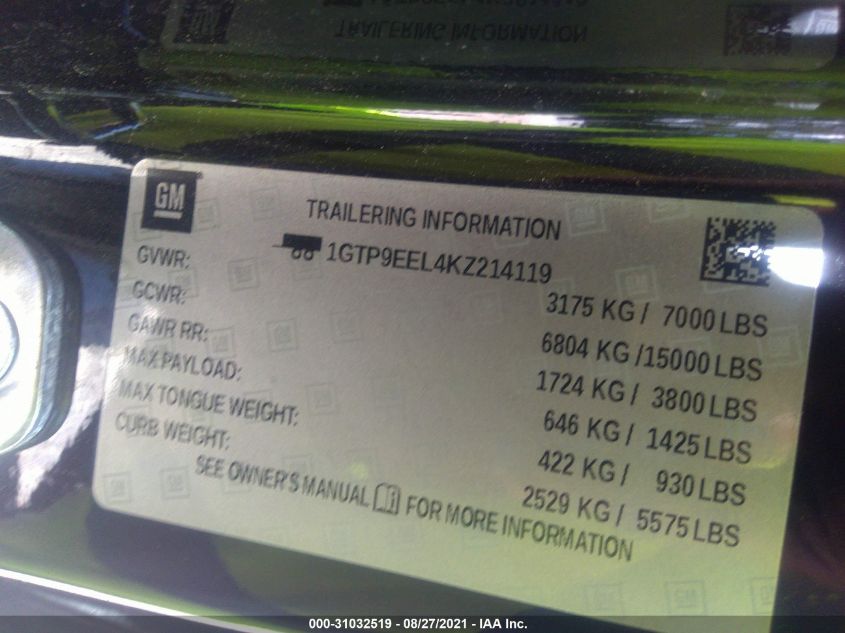 TRAILERING INFORMATION
GM
TRAILERING INFORMATION
1GTP9EEL4KZ214119
GVWR: 3175 KG / 7000 LBS
GCWR: 6804 KG / 15000 LBS
GAWR RR: 1724 KG / 3800 LBS
MAX PAYLOAD: 646 KG / 1425 LBS
MAX TONGUE WEIGHT: 422 KG / 930 LBS
CURB WEIGHT: 2529 KG / 5575 LBS
SEE OWNER'S MANUAL FOR MORE INFORMATION
000-31032519 / 08/27/2021 - IAA Inc.